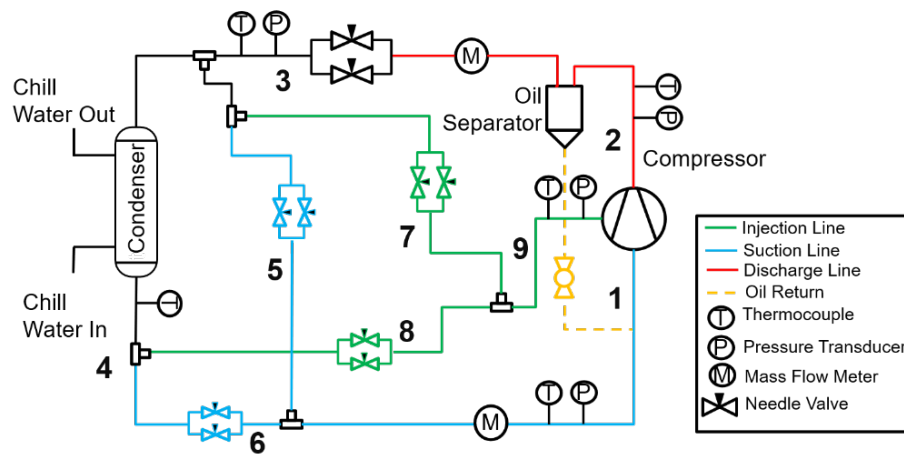 T
P
3
M
Chill
Water Out
Oil
Separator
2
T
P
Compressor
Condenser
T
P
5
7
9
1
Chill
Water In
T
4
8
6
M
T
P
Injection Line
Suction Line
Discharge Line
Oil Return
T Thermocouple
P Pressure Transducer
M Mass Flow Meter
Needle Valve